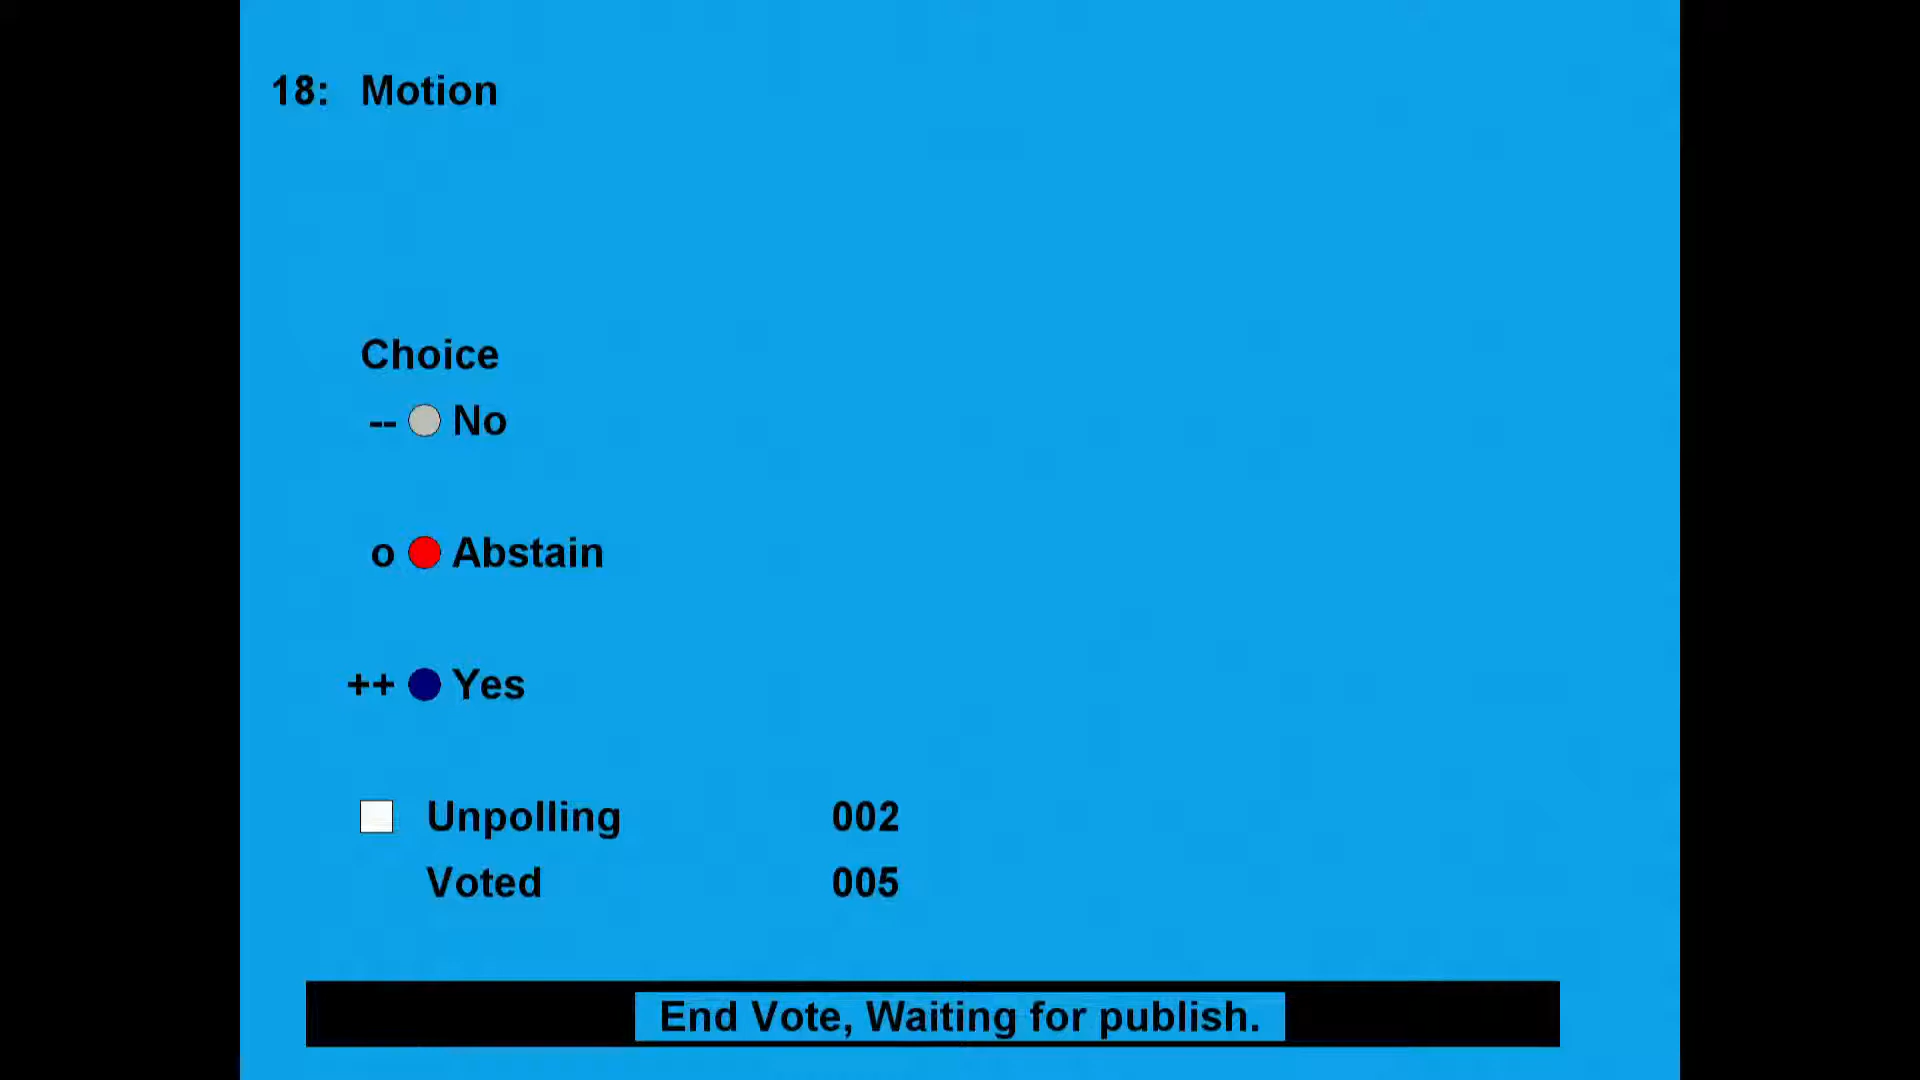 18: Motion
Choice
-- No
o Abstain
++ Yes
Unpolling 002
Voted 005
End Vote, Waiting for publish.